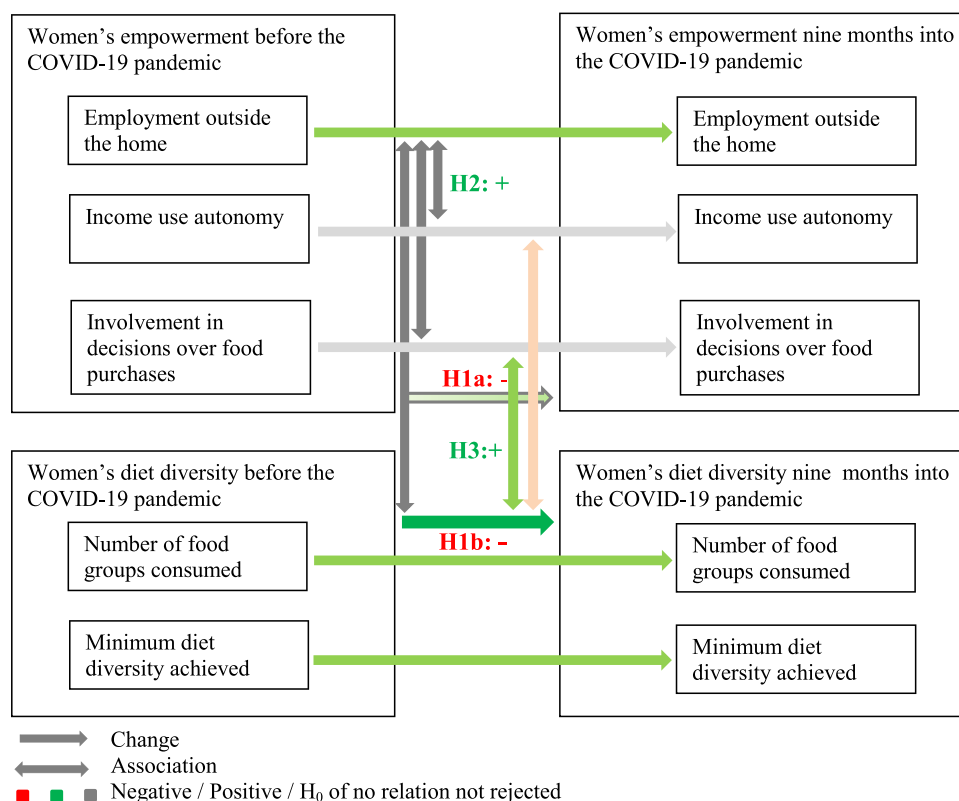 Women's empowerment before the
COVID-19 pandemic
Employment outside
the home
Income use autonomy
Involvement in
decisions over food
purchases
Women's empowerment nine months into
the COVID-19 pandemic
Employment outside
the home
Income use autonomy
Involvement in
decisions over food
purchases
H2: +
H1a: -
H3:+
H1b: -
Women's diet diversity before the
COVID-19 pandemic
Number of food
groups consumed
Minimum diet
diversity achieved
Women's diet diversity nine months into
the COVID-19 pandemic
Number of food
groups consumed
Minimum diet
diversity achieved
Change
Association
Negative / Positive / H₀ of no relation not rejected